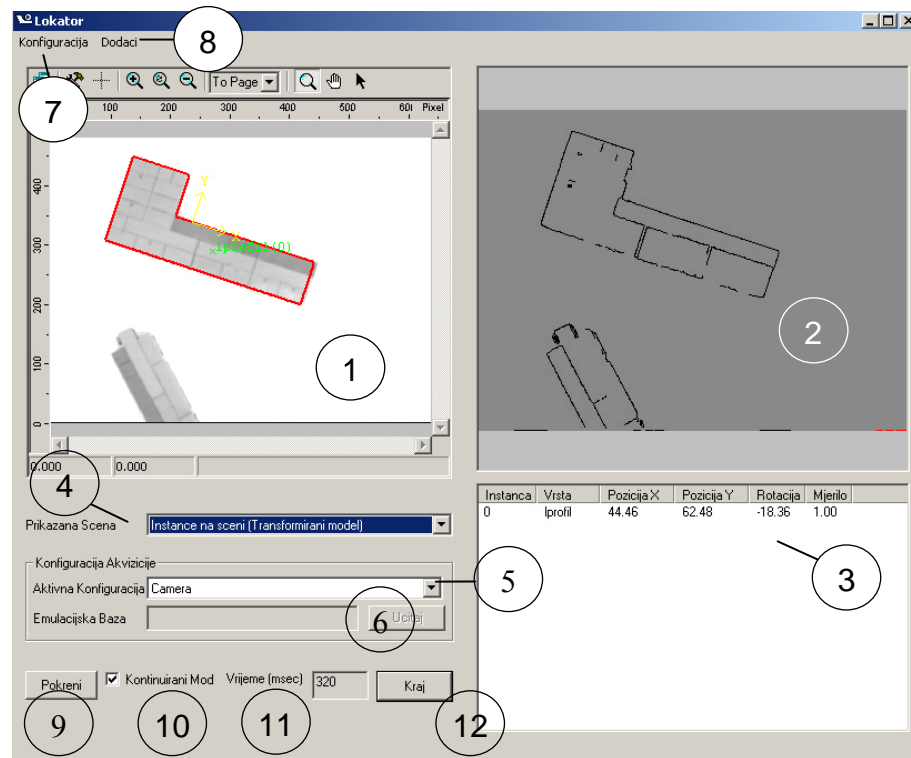 Lokator
Konfiguracija Dodaci
8
To Page
7
100 200 300 400 500 Pixel
400
300
200
100
0
Y
X
1
2
0.000 0.000
4
Prikazana Scena Instance na sceni (Transformirani model)
Konfiguracija Akvizicije
Aktivna Konfiguracija Camera
5
Emulacijska Baza
6
Ucitaj
Pokreni Kontinuirani Mod Vrijeme (msec) 320 Kraj
9 10 11 12
Instanca Vrsta Pozicija X Pozicija Y Rotacija Mjerilo
0 lprofil 44.46 62.48 -18.36 1.00
3